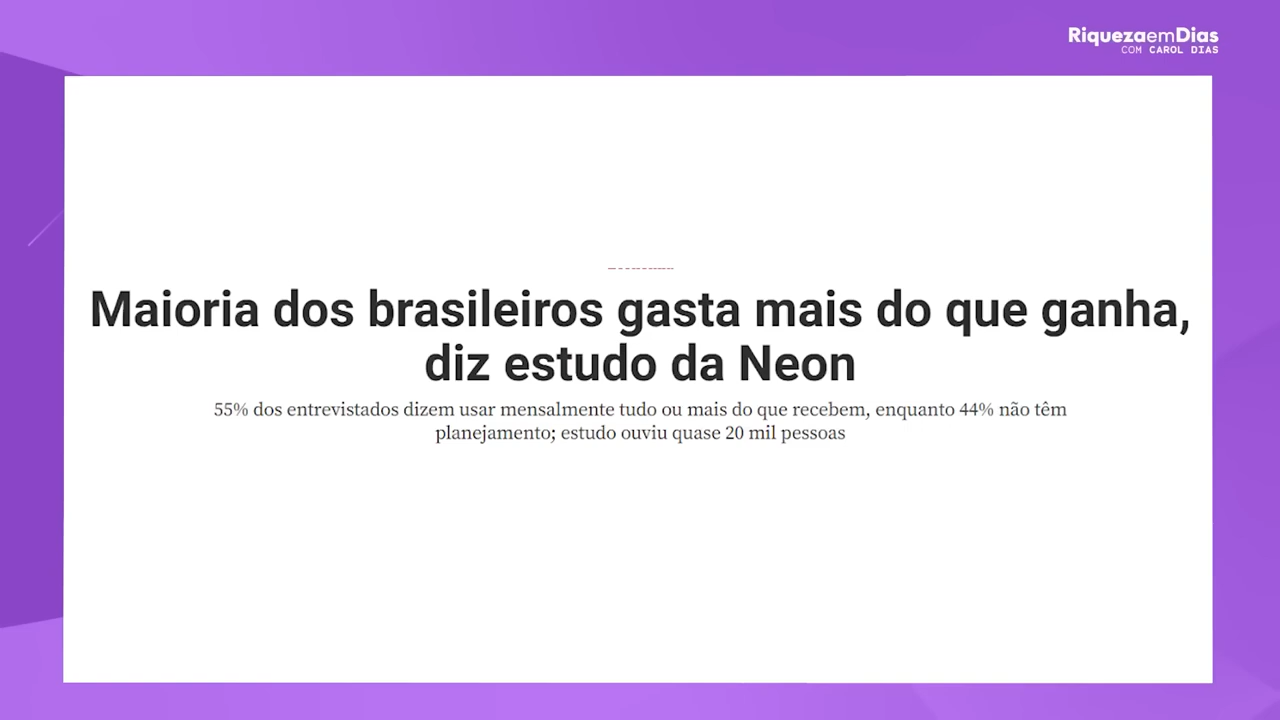 RiquezaemDias
COM CAROL DIAS
Maioria dos brasileiros gasta mais do que ganha,
diz estudo da Neon
55% dos entrevistados dizem usar mensalmente tudo ou mais do que recebem, enquanto 44% não têm
planejamento; estudo ouviu quase 20 mil pessoas